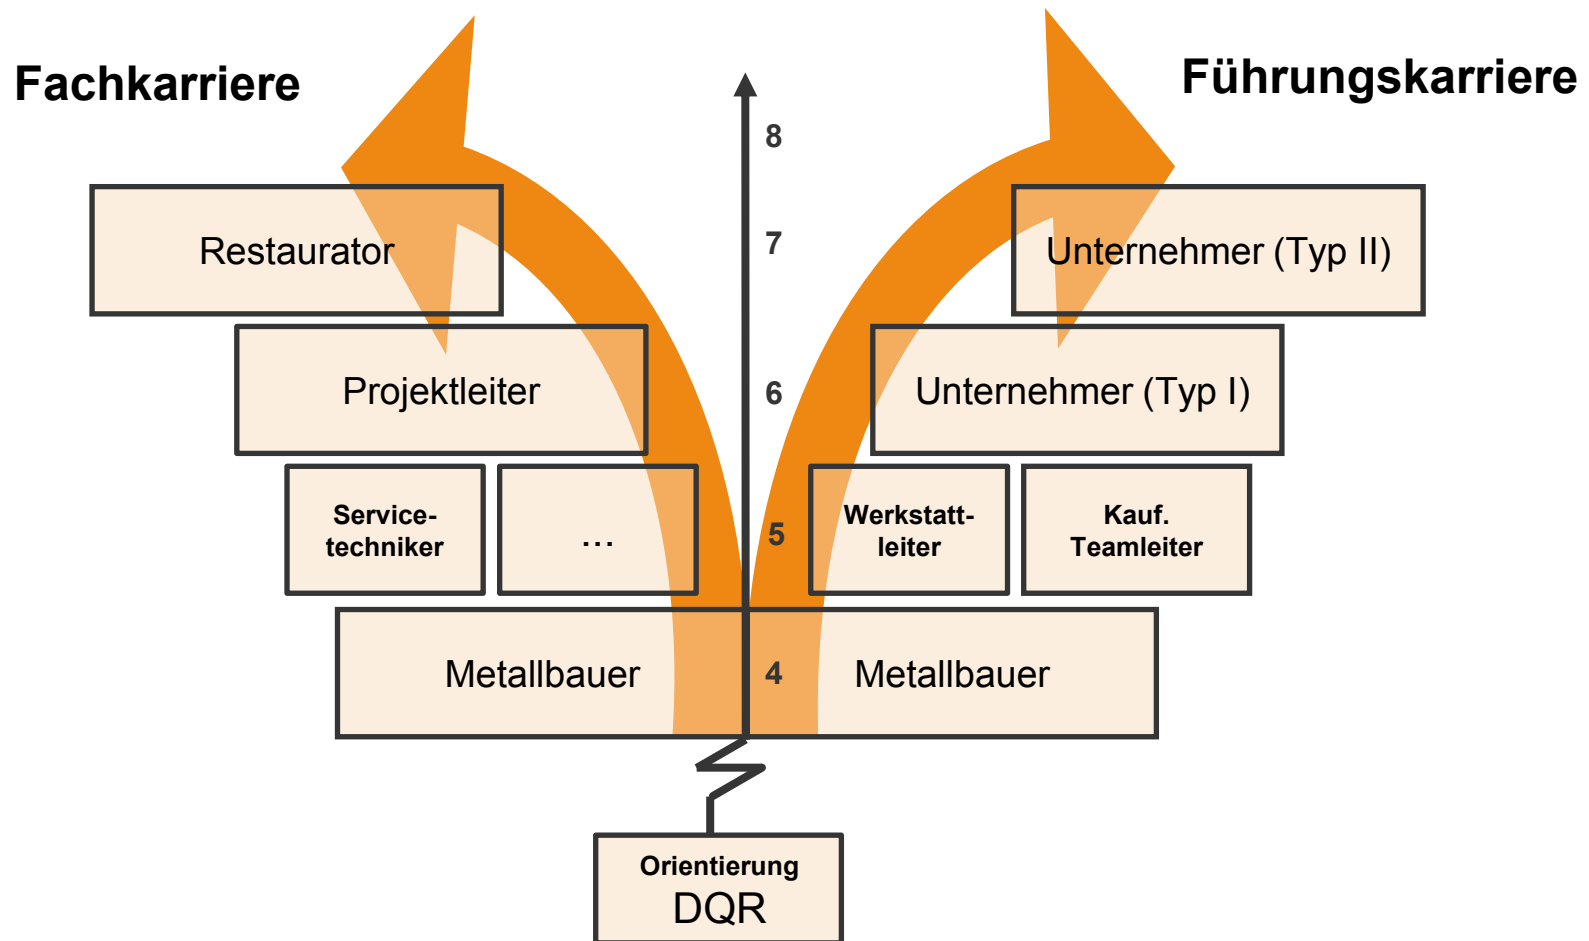 Fachkarriere
Führungskarriere
8
Restaurator
7
Unternehmer (Typ II)
Projektleiter
6
Unternehmer (Typ I)
Service-
techniker
…
5
Werkstatt-
leiter
Kauf.
Teamleiter
Metallbauer
4
Metallbauer
Orientierung
DQR